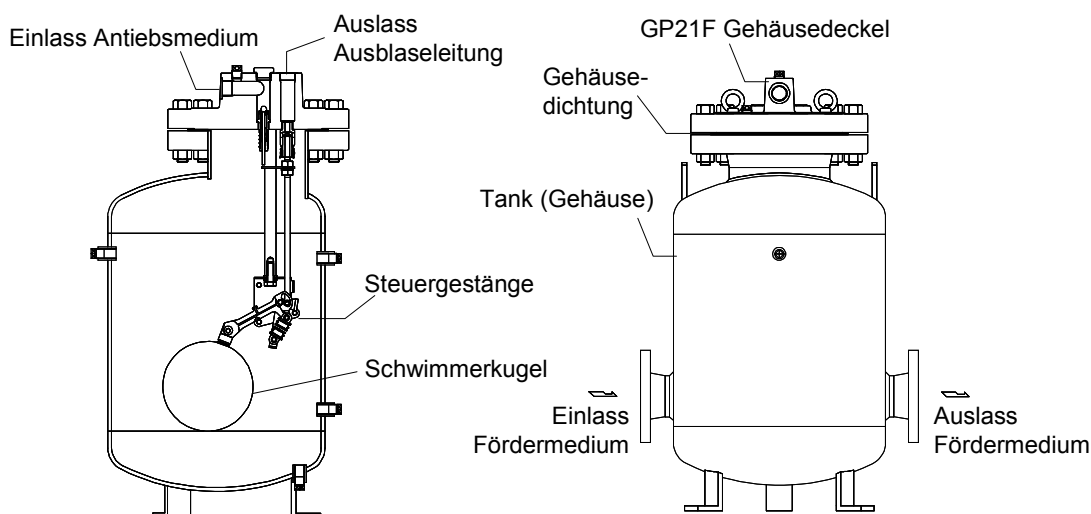 Einlass Antiebsmedium
Auslass
Ausblaseleitung
Steuergestänge
Schwimmerkugel
GP21F Gehäusedeckel
Gehäuse-
dichtung
Tank (Gehäuse)
Einlass
Fördermedium
Auslass
Fördermedium